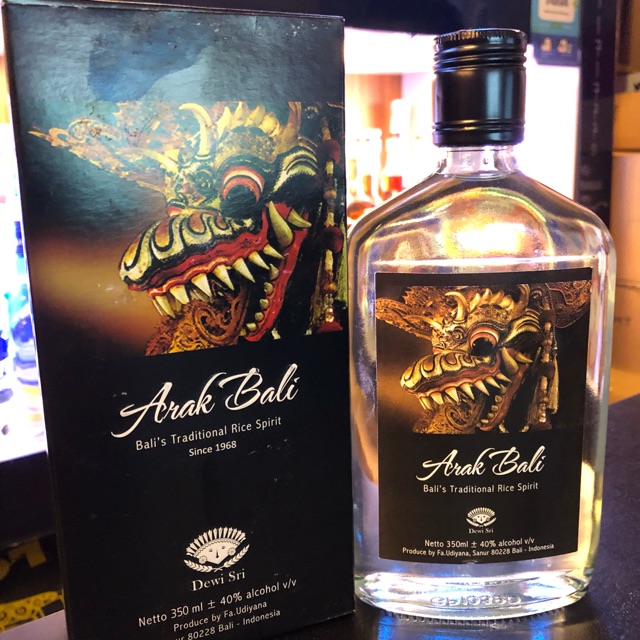 Arak Bali
Bali's Traditional Rice Spirit
Since 1968
Dewi Sri
Netto 350 ml ± 40% alcohol v/v
Produce by Fa.Udiyana
Sanur 80228 Bali - Indonesia
Arak Bali
Bali's Traditional Rice Spirit
Dewi Sri
Netto 350ml ± 40% alcohol v/v
Produce by Fa.Udiyana, Sanur 80228 Bali - Indonesia